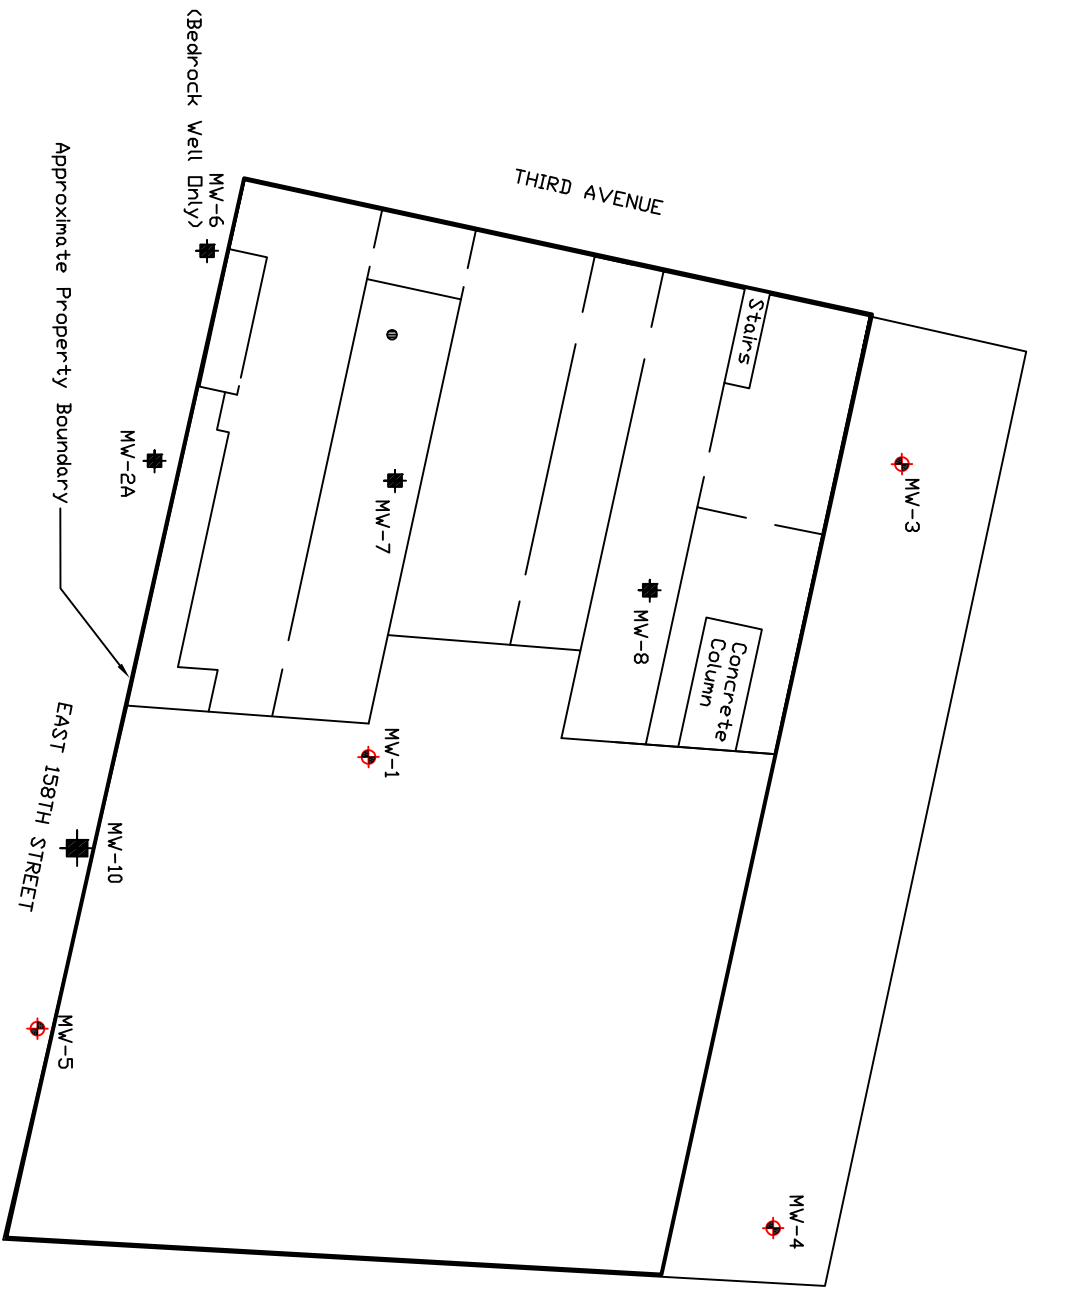 THIRD AVENUE
MW-3
Stairs
MW-6
(Bedrock Well Only)
MW-2A
MW-7
MW-8
Concrete
Column
Approximate Property Boundary
MW-1
EAST 158TH STREET
MW-10
MW-5
MW-4